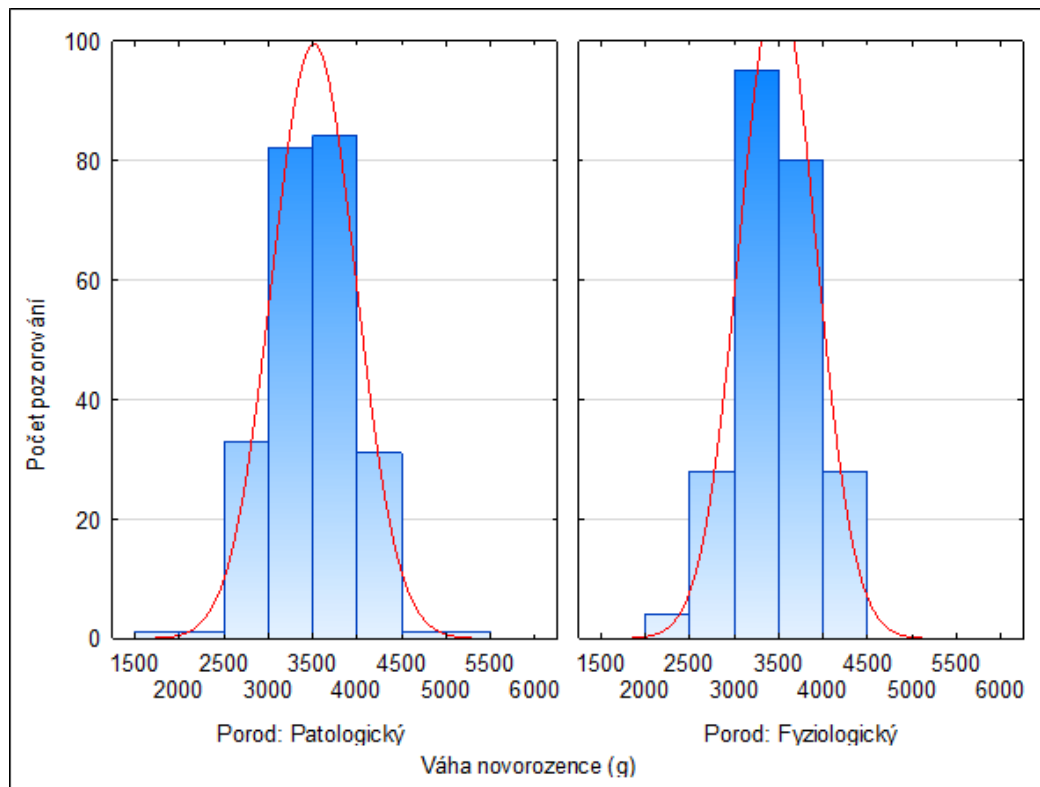 100
80
60
40
20
0
Počet pozorování
1500 2500 3500 4500 5500
2000 3000 4000 5000 6000
1500 2500 3500 4500 5500
2000 3000 4000 5000 6000
Porod: Patologický
Porod: Fyziologický
Váha novorozence (g)